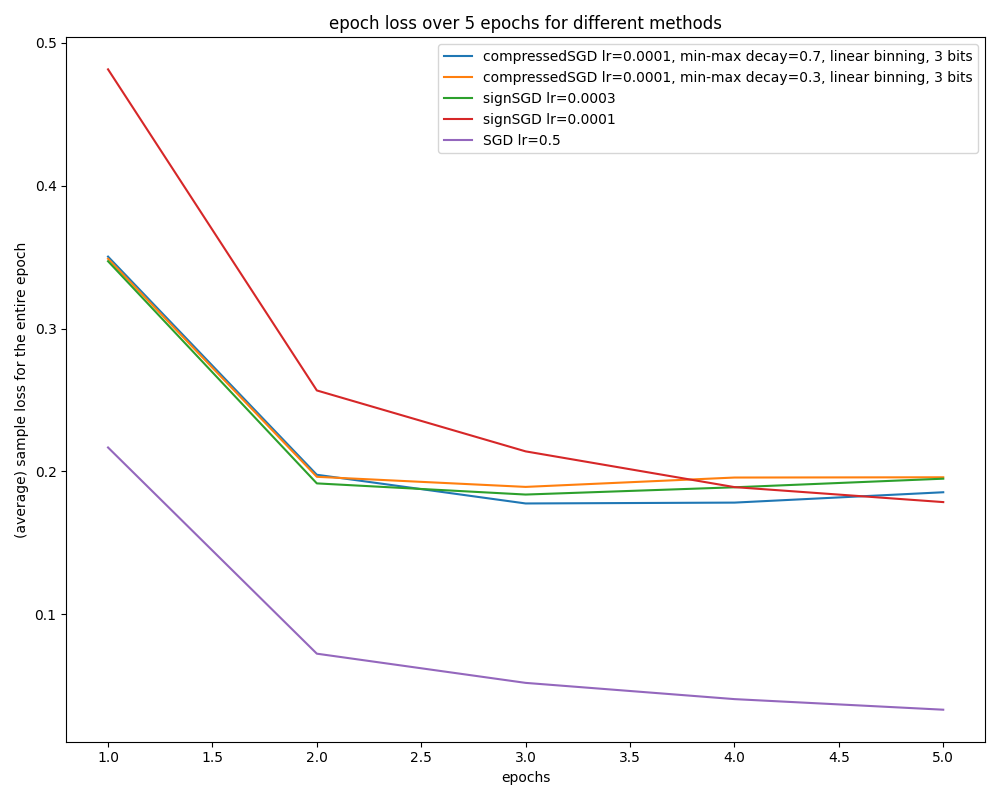 epoch loss over 5 epochs for different methods
compressedSGD lr=0.0001, min-max decay=0.7, linear binning, 3 bits
compressedSGD lr=0.0001, min-max decay=0.3, linear binning, 3 bits
signSGD lr=0.0003
signSGD lr=0.0001
SGD lr=0.5
(average) sample loss for the entire epoch
0.5
0.4
0.3
0.2
0.1
1.0 1.5 2.0 2.5 3.0 3.5 4.0 4.5 5.0
epochs